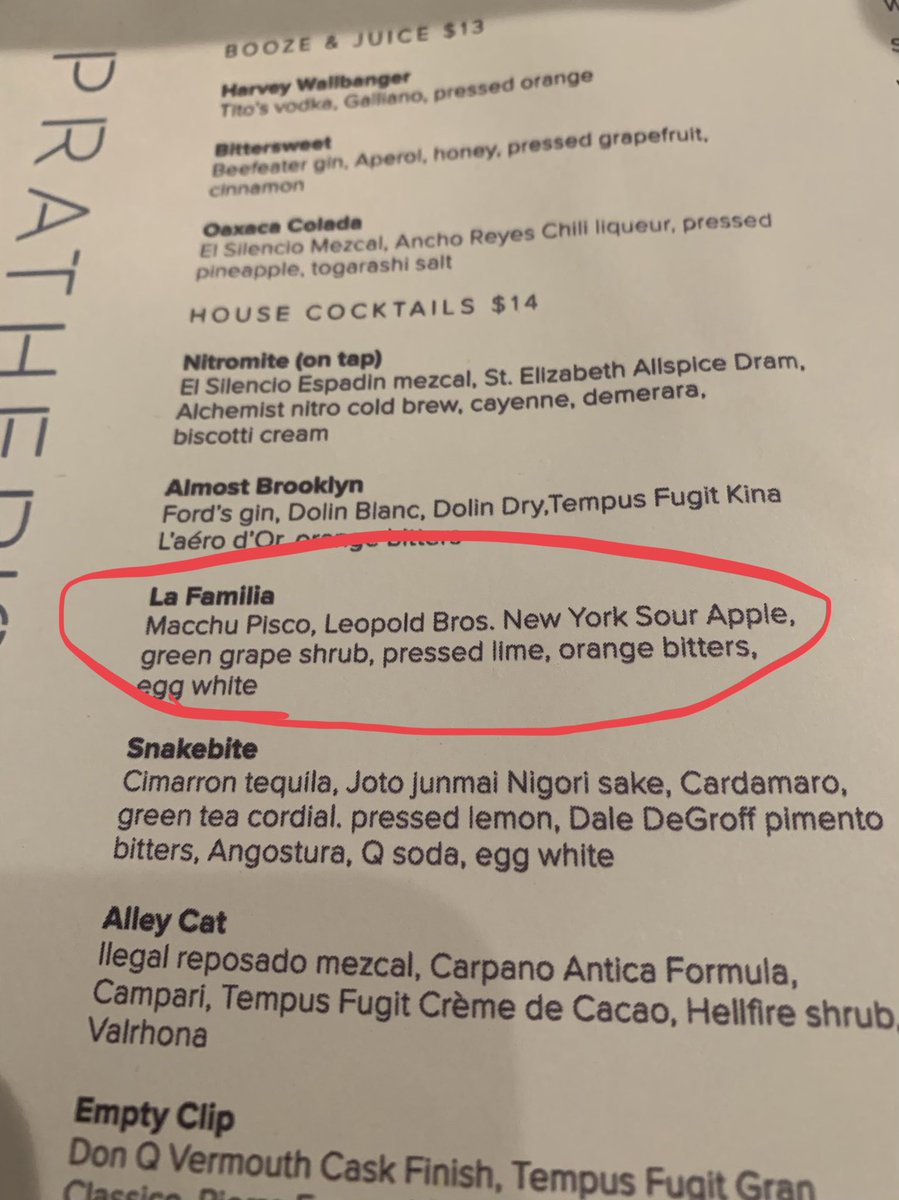 BOOZE & JUICE $13
Harvey Wallbanger
Tito's vodka, Galliano, pressed orange
Bittersweet
Beefeater gin, Aperol, honey, pressed grapefruit,
cinnamon
Oaxaca Colada
El Silencio Mezcal, Ancho Reyes Chili liqueur, pressed
pineapple, togarashi salt
HOUSE COCKTAILS $14
Nitromite (on tap)
El Silencio Espadin mezcal, St. Elizabeth Allspice Dram,
Alchemist nitro cold brew, cayenne, demerara,
biscotti cream
Almost Brooklyn
Ford's gin, Dolin Blanc, Dolin Dry,Tempus Fugit Kina
L'aéro d'Or, orange bitters
La Familia
Macchu Pisco, Leopold Bros. New York Sour Apple,
green grape shrub, pressed lime, orange bitters,
egg white
Snakebite
Cimarron tequila, Joto junmai Nigori sake, Cardamaro,
green tea cordial. pressed lemon, Dale DeGroff pimento
bitters, Angostura, Q soda, egg white
Alley Cat
Ilegal reposado mezcal, Carpano Antica Formula,
Campari, Tempus Fugit Crème de Cacao, Hellfire shrub,
Valrhona
Empty Clip
Don Q Vermouth Cask Finish, Tempus Fugit Gran
Classico,